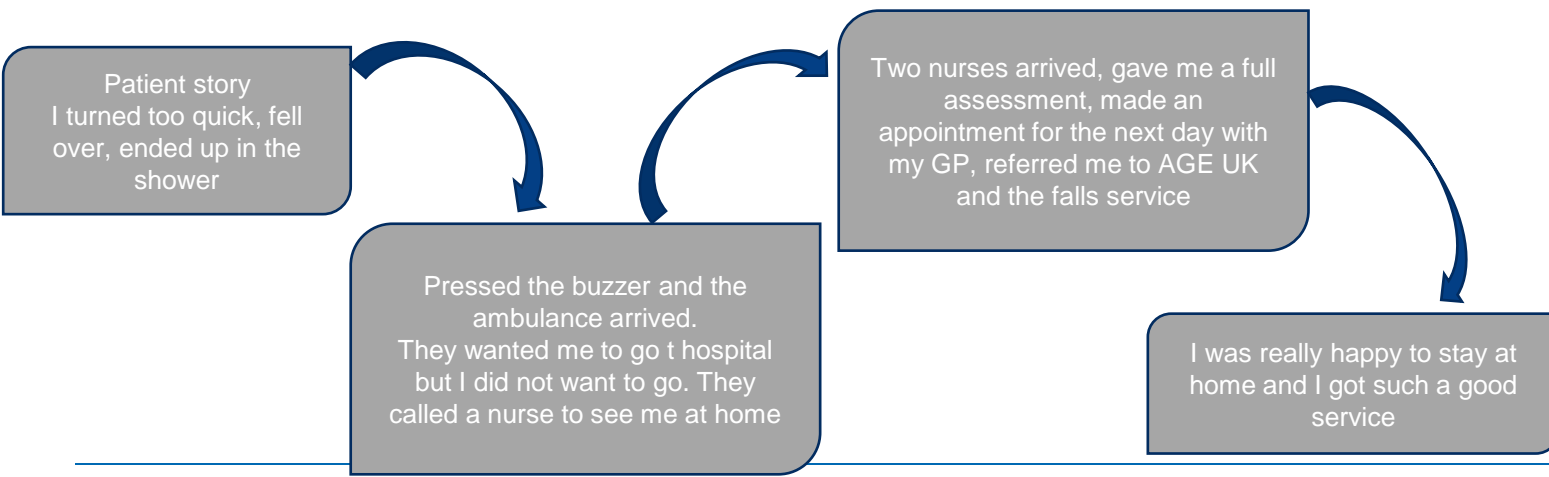 Patient story
I turned too quick, fell
over, ended up in the
shower
Pressed the buzzer and the
ambulance arrived.
They wanted me to go t hospital
but I did not want to go. They
called a nurse to see me at home
Two nurses arrived, gave me a full
assessment, made an
appointment for the next day with
my GP, referred me to AGE UK
and the falls service
I was really happy to stay at
home and I got such a good
service